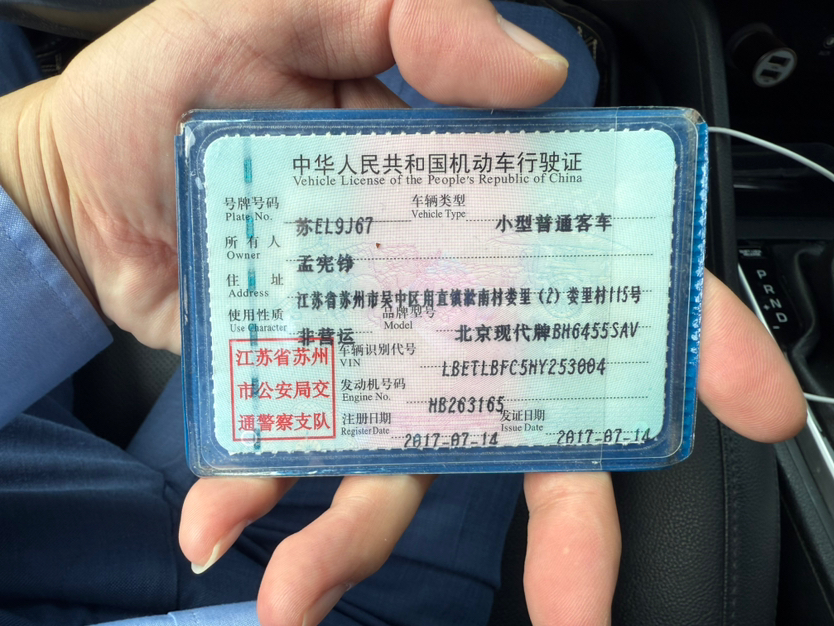 中华人民共和国机动车行驶证
Vehicle License of the People's Republic of China
号牌号码 苏EL9J67 车辆类型 小型普通客车
Plate No. Vehicle Type
所有人 孟宪铮
Owner
住址 江苏省苏州市吴中区甪直镇淞南村娄里（2）娄里村115号
Address
使用性质 非营运 品牌型号 北京现代牌BH6455SAV
Use Character Model
江苏省苏州 车辆识别代号 LBETLBFC5HY253004
VIN
市公安局交 发动机号码 HB263165
Engine No.
通警察支队 注册日期 2017-07-14 发证日期 2017-07-14
Register Date Issue Date
P
R
N
D